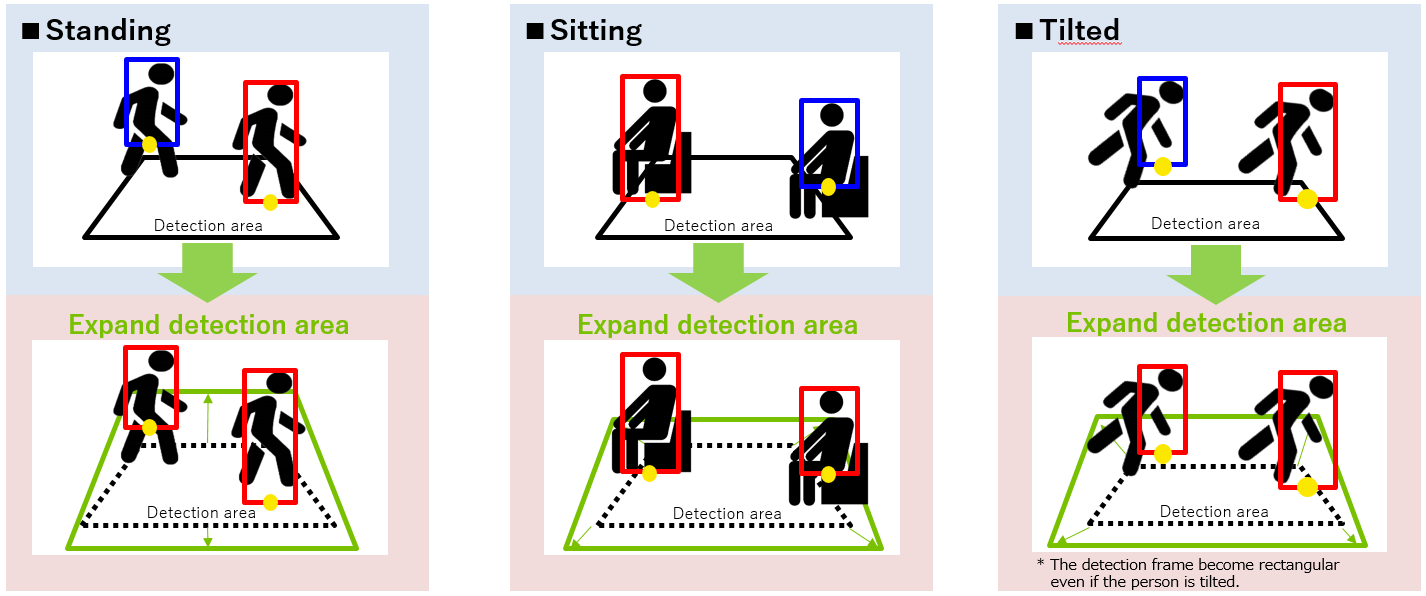 ■ Standing
Detection area
Expand detection area
Detection area
■ Sitting
Detection area
Expand detection area
Detection area
■ Tilted
Detection area
Expand detection area
Detection area
* The detection frame become rectangular
even if the person is tilted.